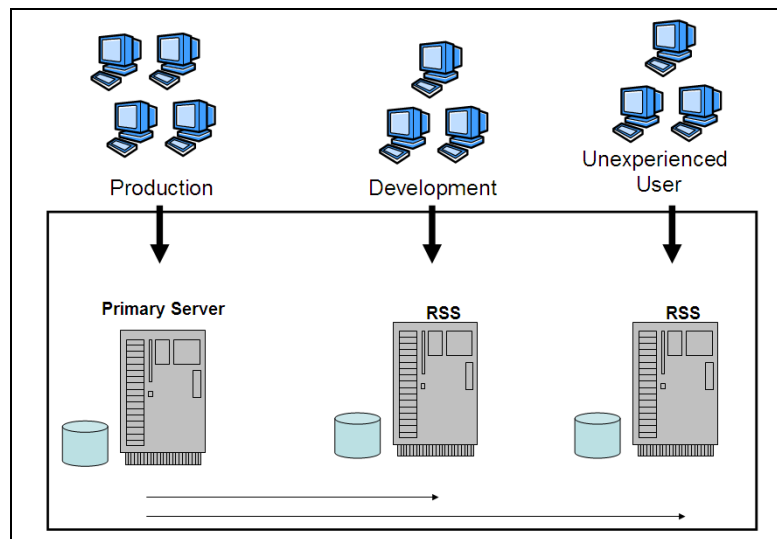 Production
Development
Unexperienced
User
Primary Server
RSS
RSS